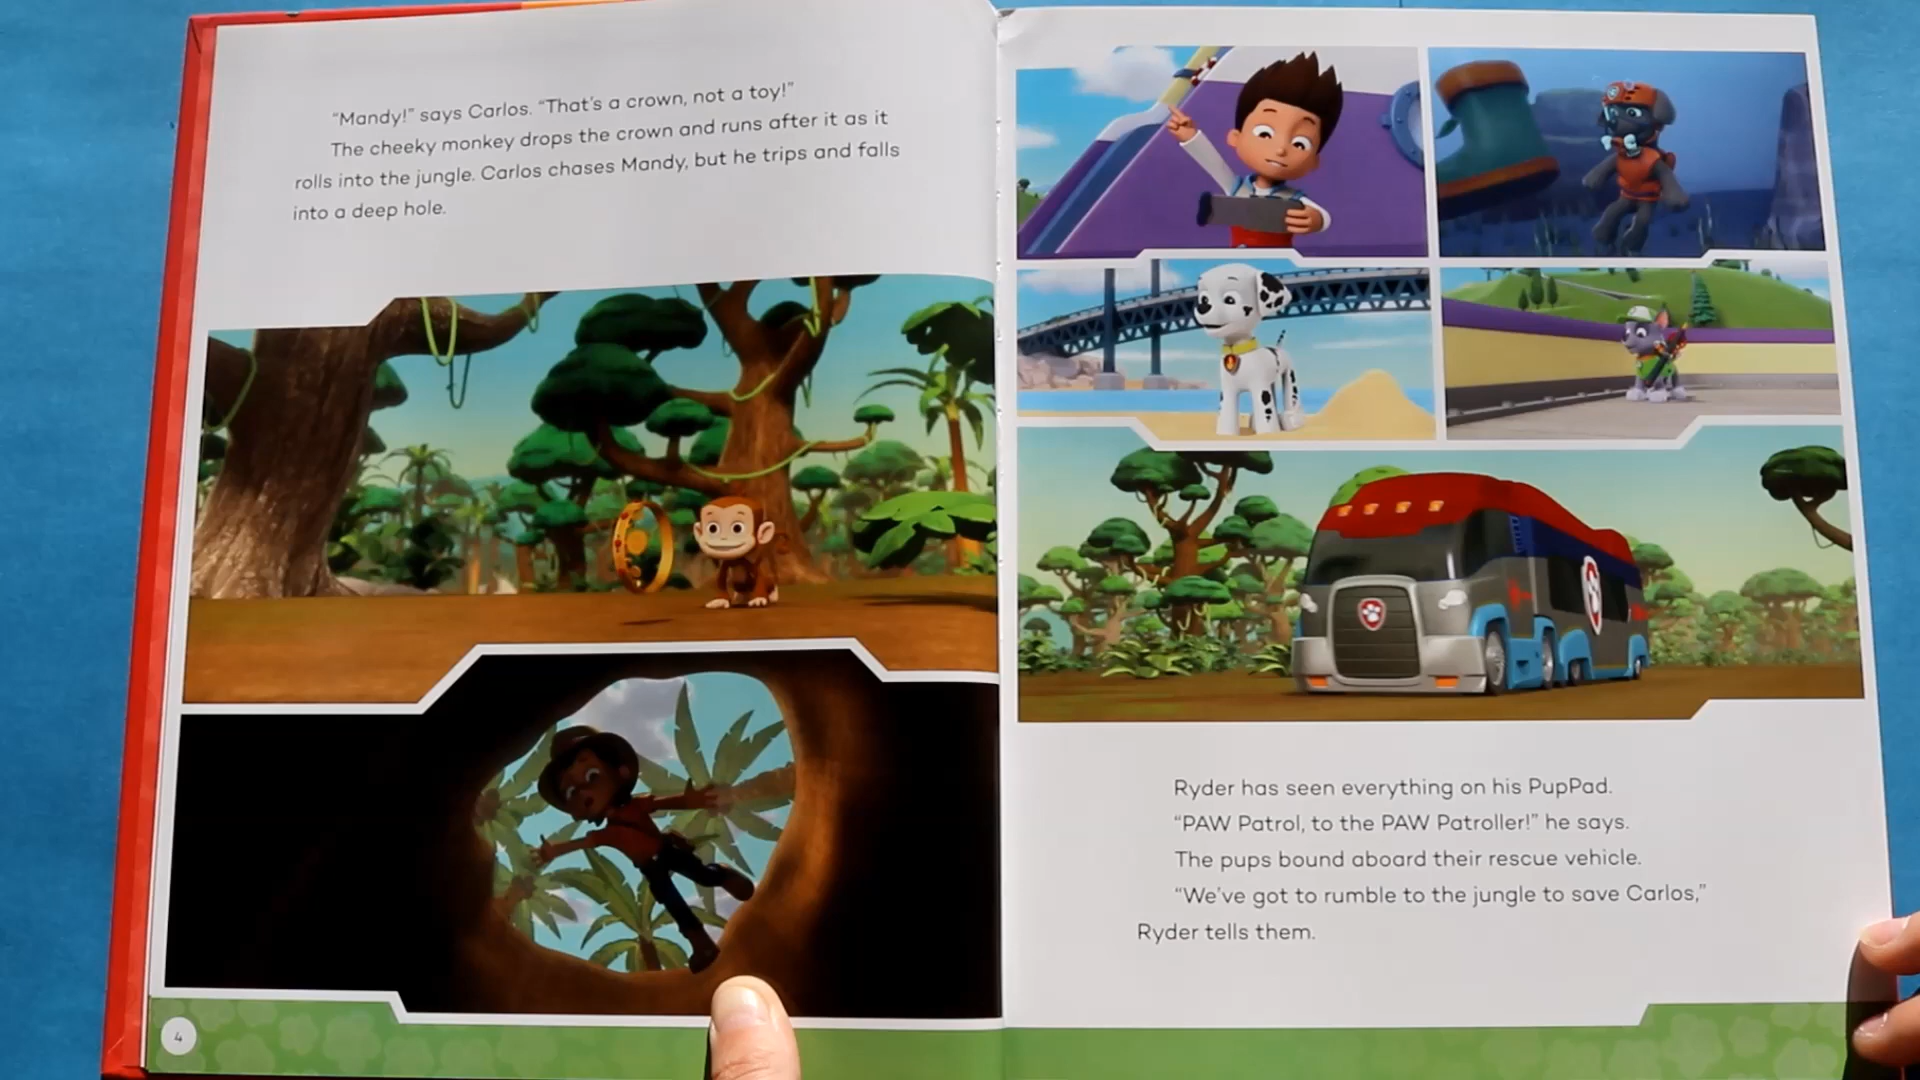 “Mandy!” says Carlos. “That’s a crown, not a toy!”
The cheeky monkey drops the crown and runs after it as it
rolls into the jungle. Carlos chases Mandy, but he trips and falls
into a deep hole.
4
Ryder has seen everything on his PupPad.
“PAW Patrol, to the PAW Patroller!” he says.
The pups bound aboard their rescue vehicle.
“We’ve got to rumble to the jungle to save Carlos,”
Ryder tells them.